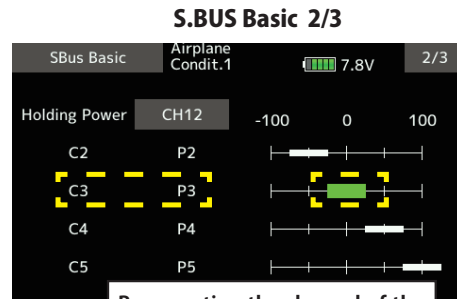 S.BUS Basic 2/3
SBus Basic Airplane Condit.1 7.8V 2/3
Holding Power CH12 -100 0 100
C2 P2
C3 P3
C4 P4
C5 P5